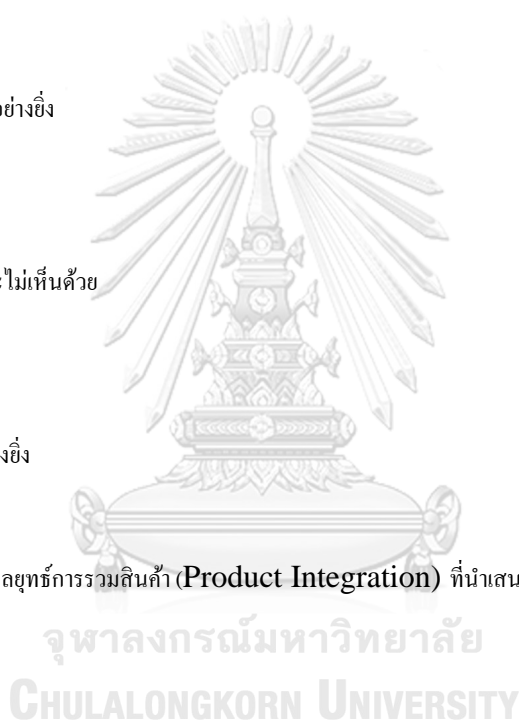 อย่างยิ่ง
ะไม่เห็นด้วย
งยิ่ง
ลยุทธ์การรวมสินค้า (Product Integration) ที่นำเสน
จุฬาลงกรณ์มหาวิทยาลัย
CHULALONGKORN UNIVERSITY